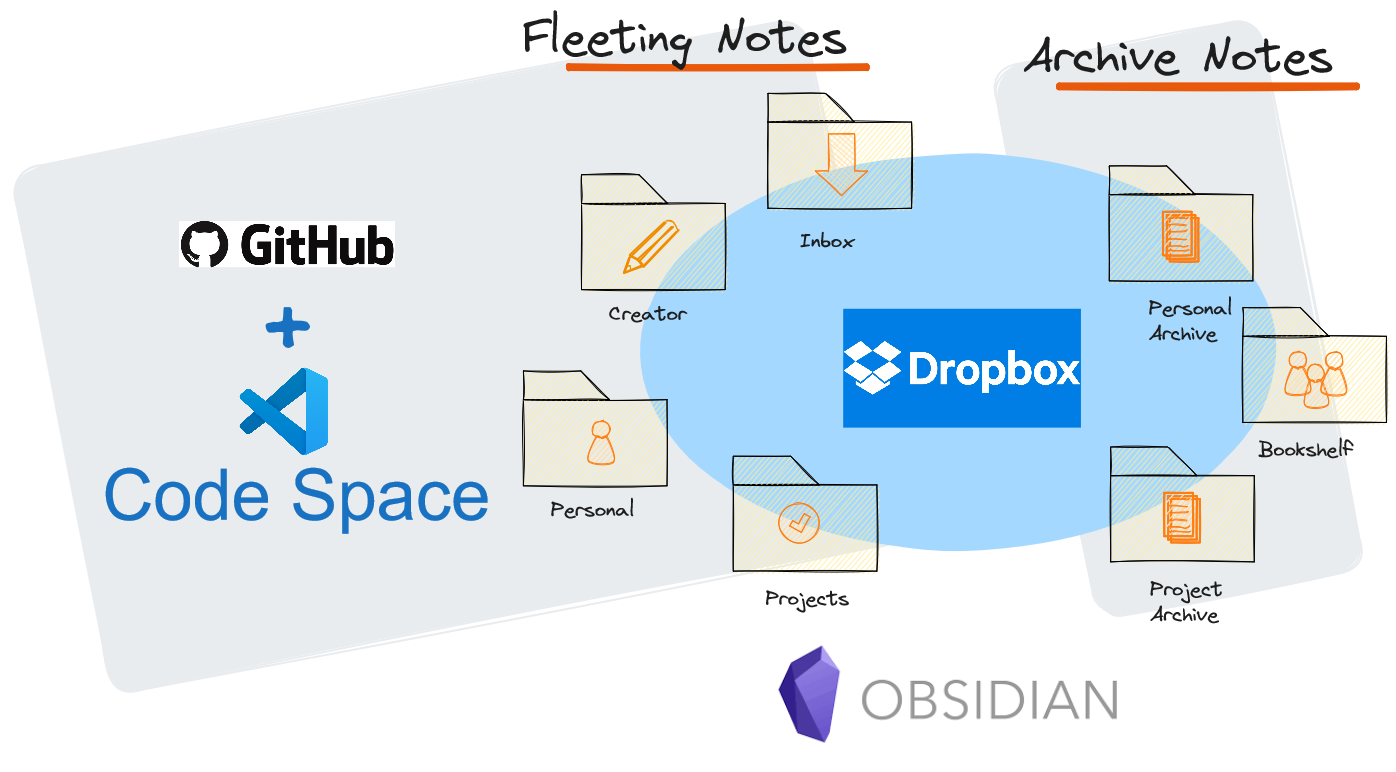 Fleeting Notes
Archive Notes
Inbox
GitHub
+
Creator
Personal
Archive
Dropbox
Code Space
Personal
Bookshelf
Projects
Project
Archive
OBSIDIAN